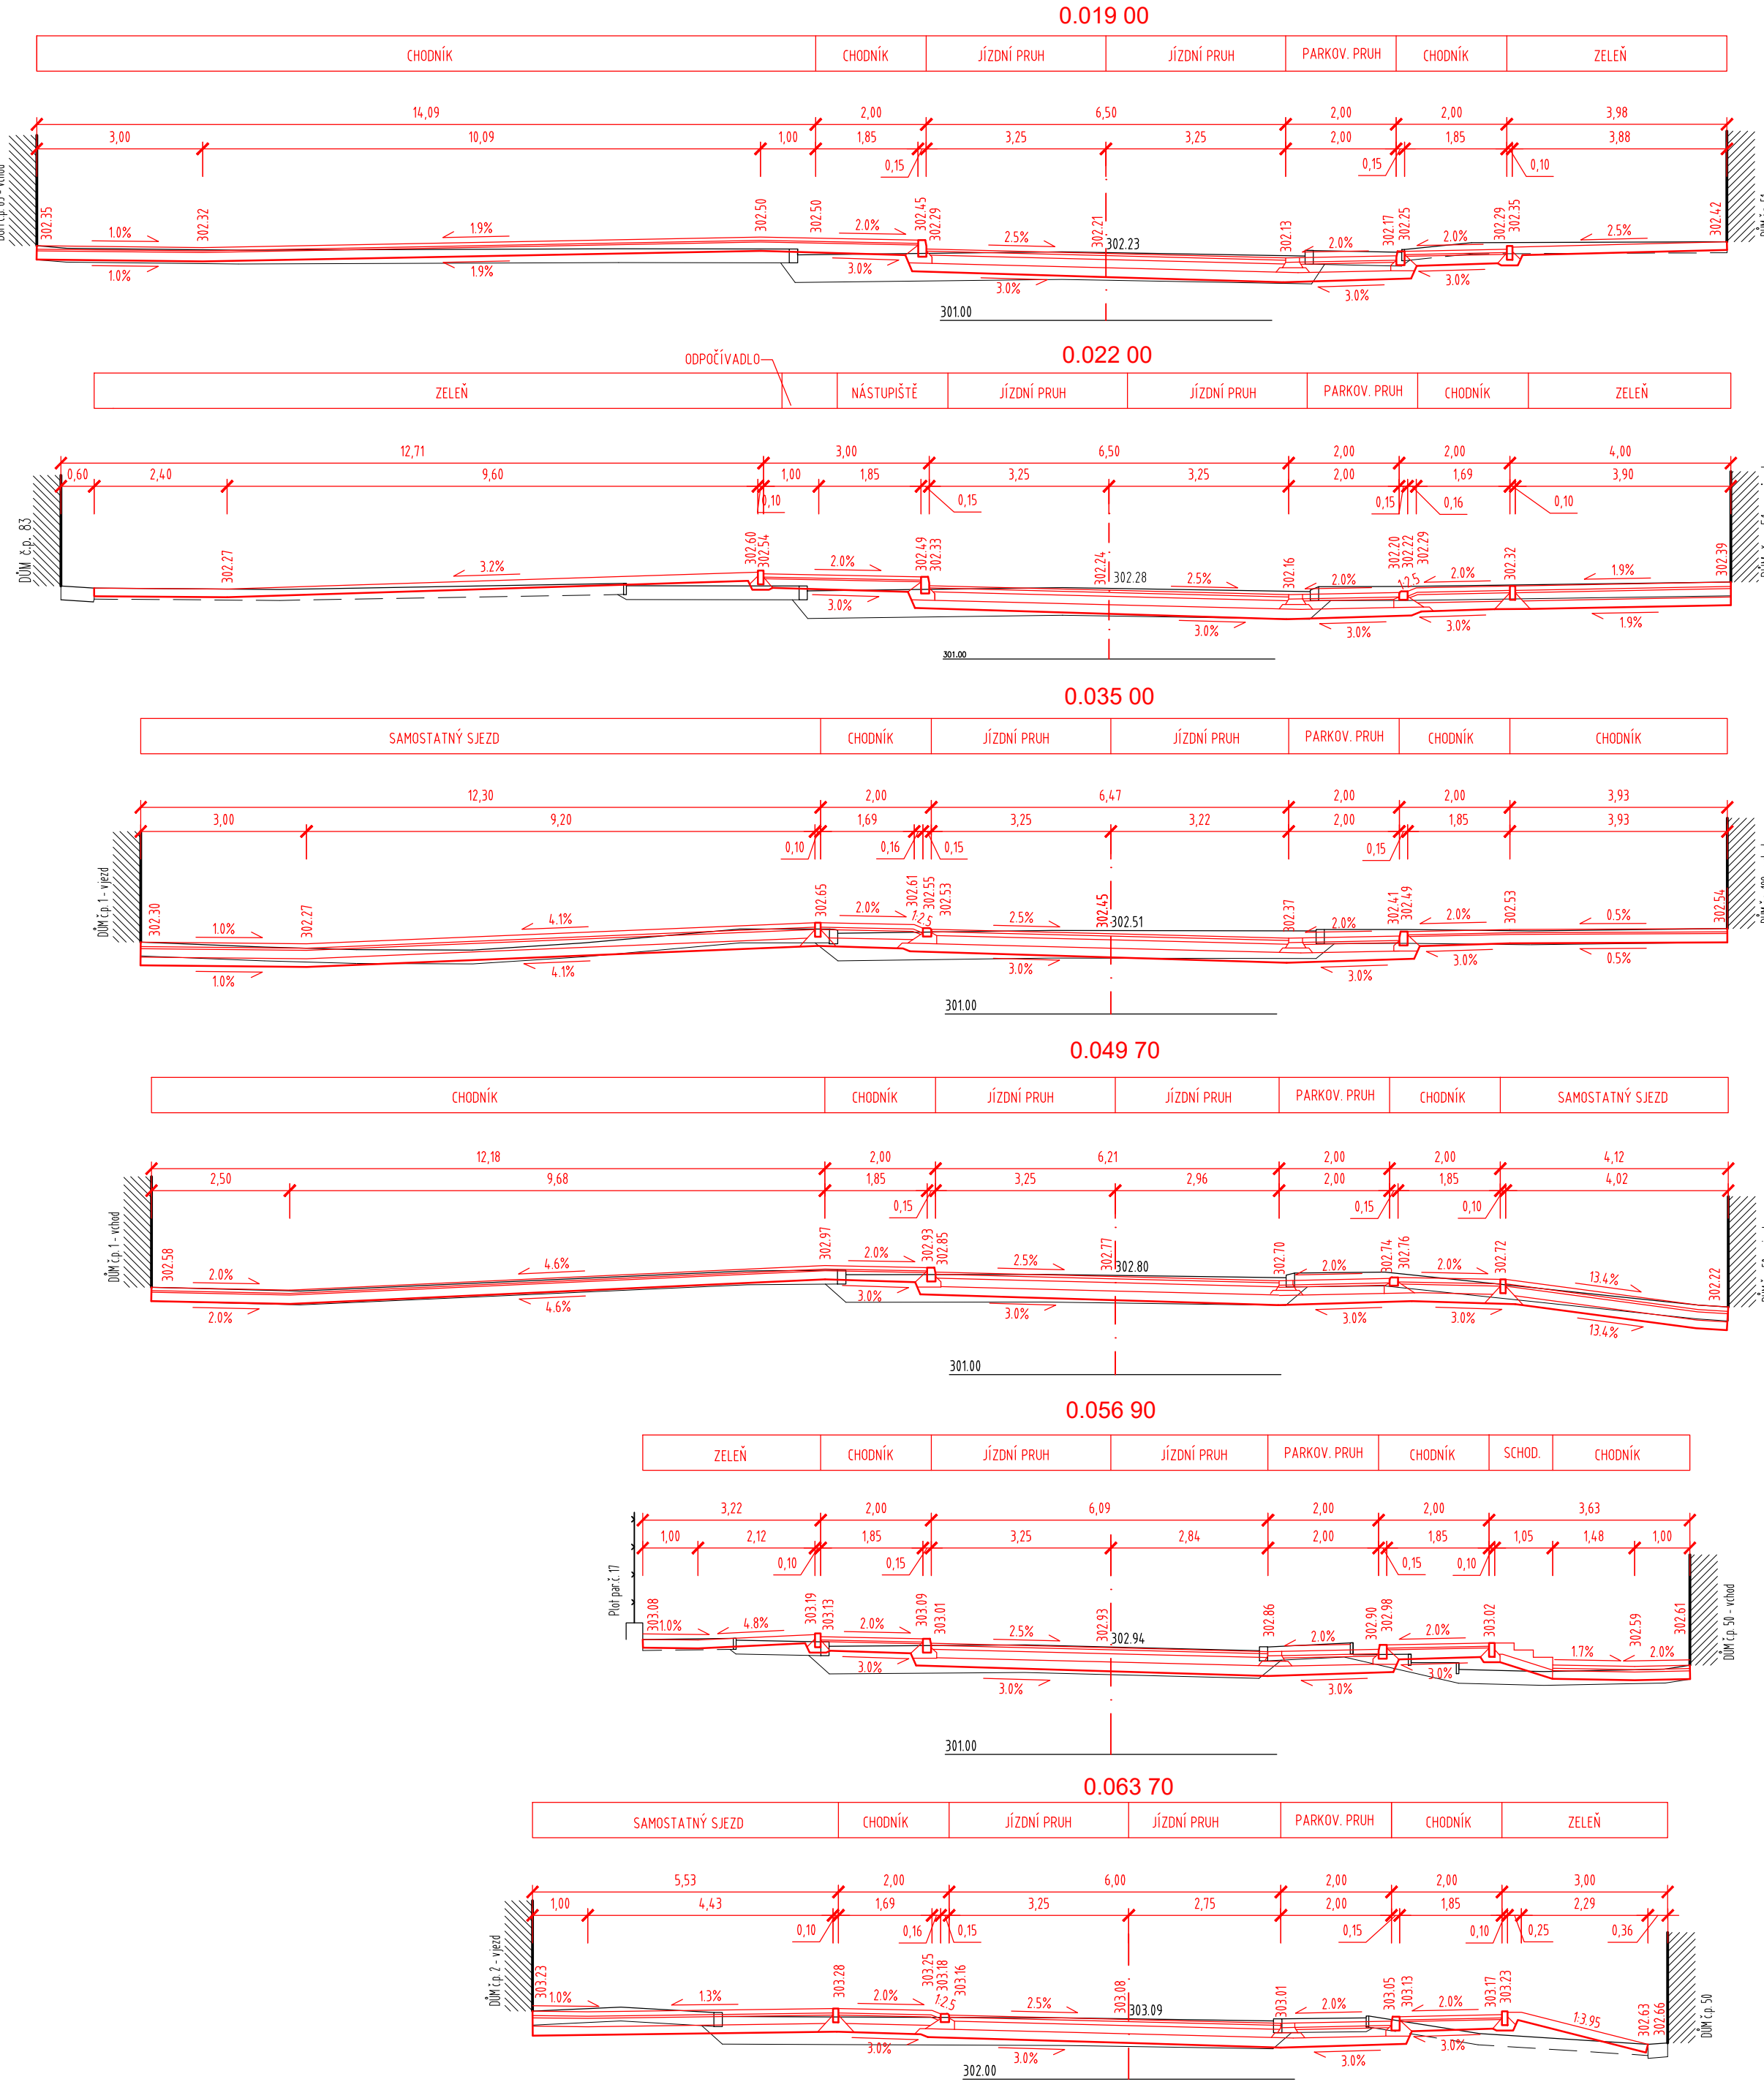 0.019 00
CHODNÍK CHODNÍK JÍZDNÍ PRUH JÍZDNÍ PRUH PARKOV. PRUH CHODNÍK ZELEŇ
14,09 2,00 6,50 2,00 2,00 3,98
3,00 10,09 1,00 1,85 3,25 3,25 2,00 1,85 3,88
0,15 0,15 0,10
302.35 302.32 302.50 302.50 302.45 302.29 302.21 302.13 302.17 302.25 302.29 302.35 302.42
1.0% 1.9% 2.0% 2.5% 302.23 2.0% 2.0% 2.5%
1.0% 1.9% 3.0% 3.0% 3.0% 3.0%
301.00
0.022 00
ODPOČÍVADLO
ZELEŇ NÁSTUPIŠTĚ JÍZDNÍ PRUH JÍZDNÍ PRUH PARKOV. PRUH CHODNÍK ZELEŇ
12,71 3,00 6,50 2,00 2,00 4,00
0,60 2,40 9,60 1,00 1,85 3,25 3,25 2,00 1,69 3,90
0,10 0,15 0,15 0,16 0,10
DŮM č.p. 83
302.27 302.60 302.54 302.49 302.33 302.24 302.16 302.20 302.22 302.29 302.32 302.39
3.2% 2.0% 302.28 2.5% 2.0% 1:2.5 2.0% 1.9%
3.0% 3.0% 3.0% 3.0% 1.9%
301.00
0.035 00
SAMOSTATNÝ SJEZD CHODNÍK JÍZDNÍ PRUH JÍZDNÍ PRUH PARKOV. PRUH CHODNÍK CHODNÍK
12,30 2,00 6,47 2,00 2,00 3,93
3,00 9,20 1,69 3,25 3,22 2,00 1,85 3,93
0,10 0,16 0,15 0,15
DŮM č.p. 1 - vjezd
302.30 302.27 302.65 302.61 302.55 302.53 302.45 302.37 302.41 302.49 302.53 302.54
1.0% 4.1% 2.0% 1:2.5 2.5% 302.51 2.0% 2.0% 0.5%
1.0% 4.1% 3.0% 3.0% 3.0% 0.5%
301.00
0.049 70
CHODNÍK CHODNÍK JÍZDNÍ PRUH JÍZDNÍ PRUH PARKOV. PRUH CHODNÍK SAMOSTATNÝ SJEZD
12,18 2,00 6,21 2,00 2,00 4,12
2,50 9,68 1,85 3,25 2,96 2,00 1,85 4,02
0,15 0,15 0,10
DŮM č.p. 1 - vchod
302.58 302.97 302.93 302.85 302.77 302.70 302.74 302.76 302.72 302.22
2.0% 4.6% 2.0% 2.5% 302.80 2.0% 2.0% 13.4%
2.0% 4.6% 3.0% 3.0% 3.0% 3.0% 13.4%
301.00
0.056 90
ZELEŇ CHODNÍK JÍZDNÍ PRUH JÍZDNÍ PRUH PARKOV. PRUH CHODNÍK SCHOD. CHODNÍK
3,22 2,00 6,09 2,00 2,00 3,63
1,00 2,12 1,85 3,25 2,84 2,00 1,85 1,05 1,48 1,00
0,10 0,15 0,15 0,10
Plot par.č. 17
303.08 303.19 303.13 303.09 303.01 302.93 302.86 302.90 302.98 303.02 302.59 302.61
DŮM č.p. 50 - vchod
1.0% 4.8% 2.0% 2.5% 302.94 2.0% 2.0% 1.7% 2.0%
3.0% 3.0% 3.0% 3.0%
301.00
0.063 70
SAMOSTATNÝ SJEZD CHODNÍK JÍZDNÍ PRUH JÍZDNÍ PRUH PARKOV. PRUH CHODNÍK ZELEŇ
5,53 2,00 6,00 2,00 2,00 3,00
1,00 4,43 1,69 3,25 2,75 2,00 1,85 2,29
0,10 0,16 0,15 0,15 0,10 0,25 0,36
DŮM č.p. 2 - vjezd
303.23 303.28 303.25 303.18 303.16 303.08 303.01 303.05 303.13 303.17 303.23 302.63 302.66
DŮM č.p. 50
1.0% 1.3% 2.0% 1:2.5 2.5% 303.09 2.0% 2.0% 1:3.95
3.0% 3.0% 3.0% 3.0%
302.00